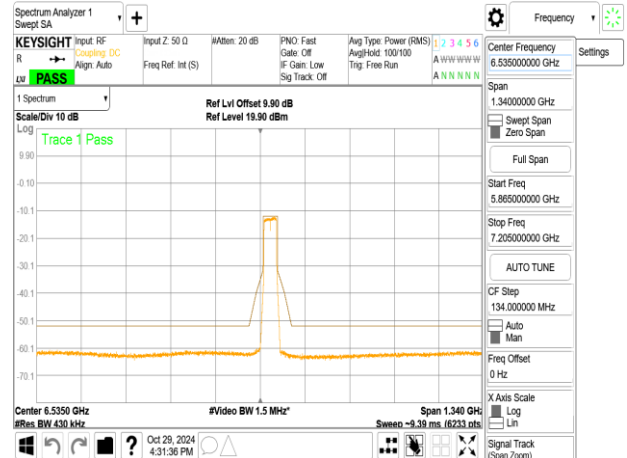 Spectrum Analyzer 1
Swept SA
+
Frequency
KEYSIGHT
R
LXI
PASS
Input: RF
Coupling: DC
Align: Auto
Input Z: 50 Ω
Freq Ref: Int (S)
#Atten: 20 dB
PNO: Fast
Gate: Off
IF Gain: Low
Sig Track: Off
Avg Type: Power (RMS)
Avg|Hold: 100/100
Trig: Free Run
1 2 3 4 5 6
A W W W W W
A N N N N N
1 Spectrum
Scale/Div 10 dB
Ref Lvl Offset 9.90 dB
Ref Level 19.90 dBm
Log
Trace 1 Pass
9.90
-0.10
-10.1
-20.1
-30.1
-40.1
-50.1
-60.1
-70.1
Center 6.5350 GHz
#Res BW 430 kHz
#Video BW 1.5 MHz*
Span 1.340 GHz
Sweep ~9.39 ms (6233 pts
Oct 29, 2024
4:31:36 PM
?
Center Frequency
6.535000000 GHz
Settings
Span
1.34000000 GHz
Swept Span
Zero Span
Full Span
Start Freq
5.865000000 GHz
Stop Freq
7.205000000 GHz
AUTO TUNE
CF Step
134.000000 MHz
Auto
Man
Freq Offset
0 Hz
X Axis Scale
Log
Lin
Signal Track
(Span Zoom)